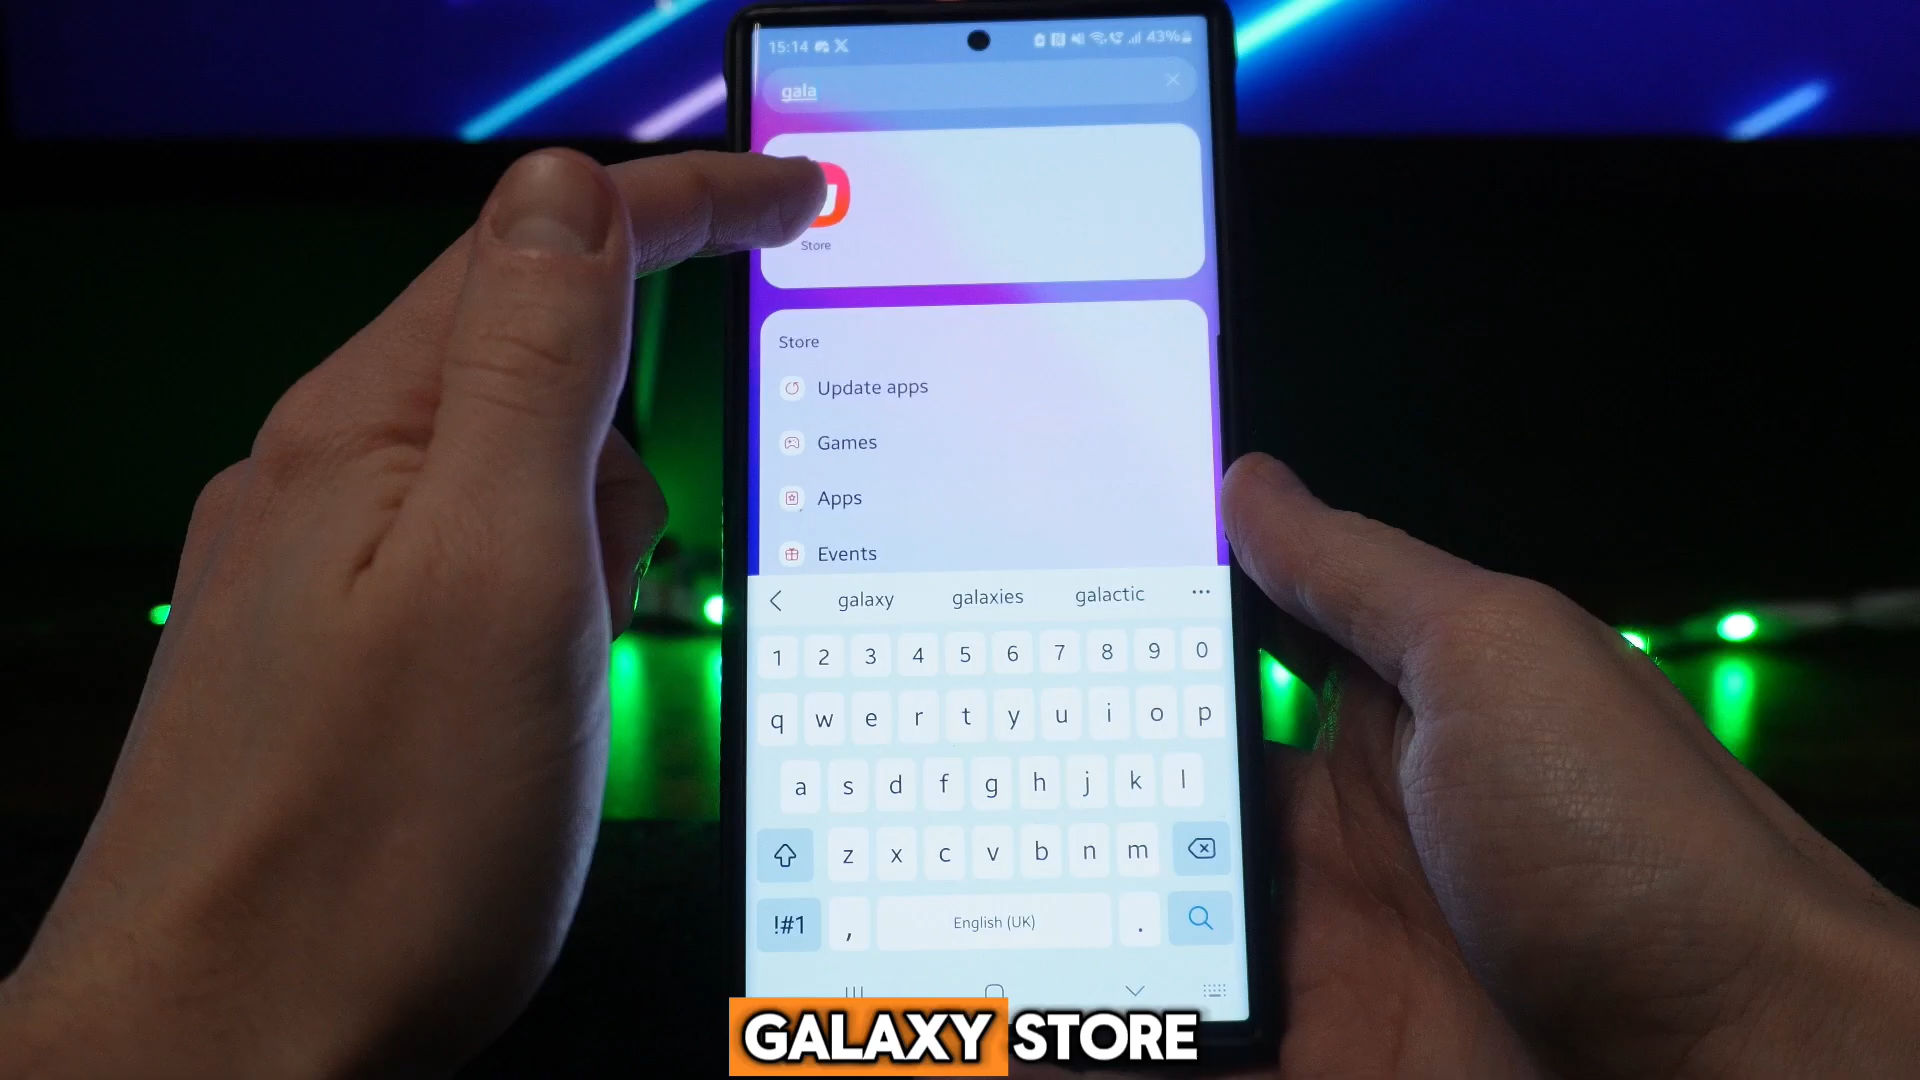 15:14
43%
gala
Store
Store
Update apps
Games
Apps
Events
galaxy galaxies galactic ...
1 2 3 4 5 6 7 8 9 0
q w e r t y u i o p
a s d f g h j k l
z x c v b n m
!#1 , English (UK) .
GALAXY STORE